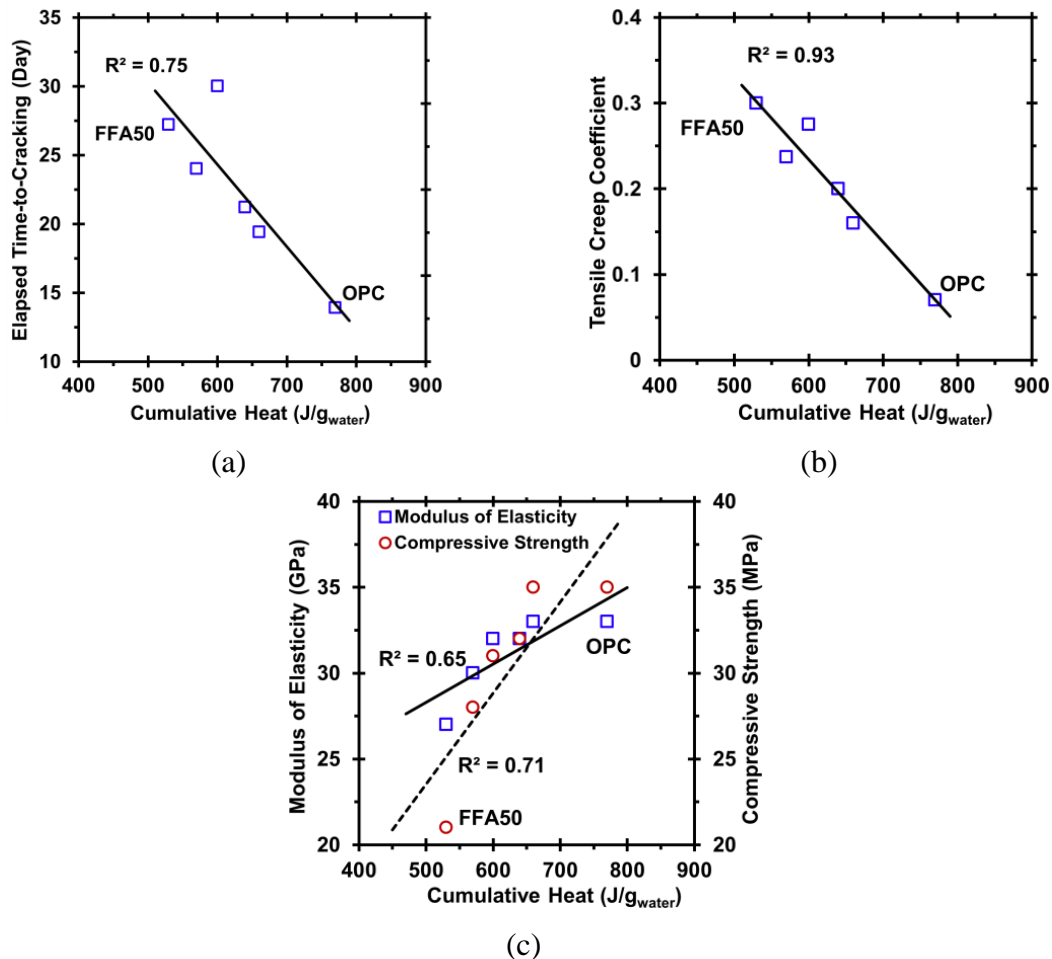 35
30
25
20
15
10
Elapsed Time-to-Cracking (Day)
R² = 0.75
FFA50
OPC
400 500 600 700 800 900
Cumulative Heat (J/gwater)
(a)
0.4
0.3
0.2
0.1
0
Tensile Creep Coefficient
R² = 0.93
FFA50
OPC
400 500 600 700 800 900
Cumulative Heat (J/gwater)
(b)
40
35
30
25
20
Modulus of Elasticity (GPa)
Modulus of Elasticity
Compressive Strength
R² = 0.65
OPC
R² = 0.71
FFA50
40
35
30
25
20
Compressive Strength (MPa)
400 500 600 700 800 900
Cumulative Heat (J/gwater)
(c)